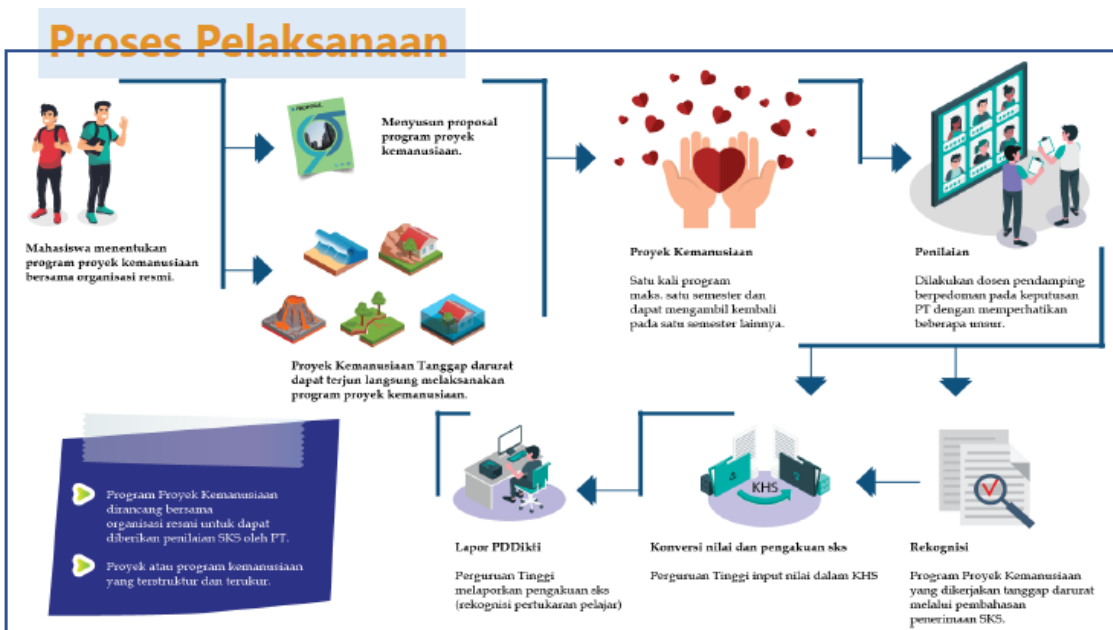 Proses Pelaksanaan
Mahasiswa menentukan
program proyek kemanusiaan
bersama organisasi resmi.
PROPOSAL
Menyusun proposal
program proyek
kemanusiaan.
Proyek Kemanusiaan Tanggap darurat
dapat terjun langsung melaksanakan
program proyek kemanusiaan.
Proyek Kemanusiaan
Satu kali program
maks. satu semester dan
dapat mengambil kembali
pada satu semester lainnya.
Penilaian
Dilakukan dosen pendamping
berpedoman pada keputusan
PT dengan memperhatikan
beberapa unsur.
Rekognisi
Program Proyek Kemanusiaan
yang dikerjakan tanggap darurat
melalui pembahasan
penerimaan SKS.
KHS
Konversi nilai dan pengakuan sks
Perguruan Tinggi input nilai dalam KHS
Lapor PDDikti
Perguruan Tinggi
melaporkan pengakuan sks
(rekognisi pertukaran pelajar)
Program Proyek Kemanusiaan
dirancang bersama
organisasi resmi untuk dapat
diberikan penilaian SKS oleh PT.
Proyek atau program kemanusiaan
yang terstruktur dan terukur.